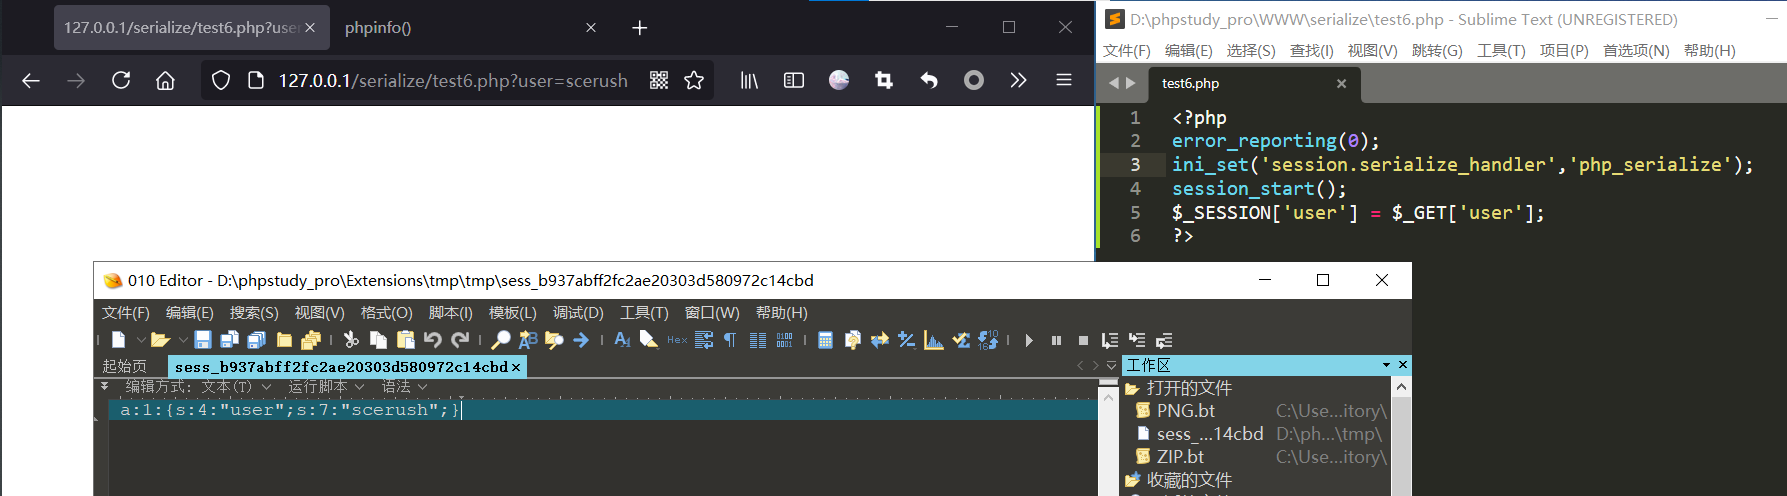 127.0.0.1/serialize/test6.php?user
phpinfo()
127.0.0.1/serialize/test6.php?user=scerush
D:\phpstudy_pro\WWW\serialize\test6.php - Sublime Text (UNREGISTERED)
文件(F) 编辑(E) 选择(S) 查找(I) 视图(V) 跳转(G) 工具(T) 项目(P) 首选项(N) 帮助(H)
test6.php
1 <?php
2 error_reporting(0);
3 ini_set('session.serialize_handler','php_serialize');
4 session_start();
5 $_SESSION['user'] = $_GET['user'];
6 ?>
010 Editor - D:\phpstudy_pro\Extensions\tmp\tmp\sess_b937abff2fc2ae20303d580972c14cbd
文件(F) 编辑(E) 搜索(S) 视图(V) 格式(O) 脚本(I) 模板(L) 调试(D) 工具(T) 窗口(W) 帮助(H)
Hex
起始页 sess_b937abff2fc2ae20303d580972c14cbd
编辑方式: 文本(T) 运行脚本 语法
a:1:{s:4:"user";s:7:"scerush";}
工作区
打开的文件
PNG.bt C:\Use...itory\
sess_...14cbd D:\ph...\tmp\
ZIP.bt C:\Use...itory\
收藏的文件